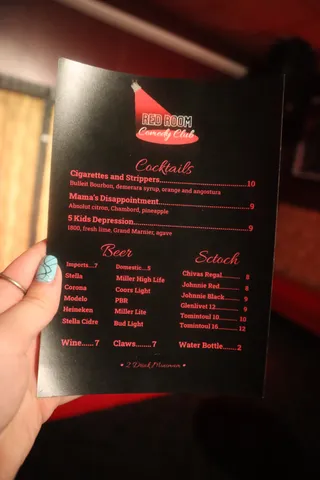 RED ROOM
Comedy Club
Cocktails
Cigarettes and Strippers..........................10
Bulleit Bourbon, demerara syrup, orange and angostura
Mama's Disappointment...........................9
Absolut citron, Chambord, pineapple
5 Kids Depression..................................9
1800, fresh lime, Grand Marnier, agave
Beer
Imports....7 Domestic...5
Stella Miller High Life
Corona Coors Light
Modelo PBR
Heineken Miller Lite
Stella Cidre Bud Light
Sctoch
Chivas Regal......... 8
Johnnie Red......... 8
Johnnie Black....... 9
Glenlivet 12.......... 9
Tomintoul 10........ 10
Tomintoul 16........ 12
Wine......7 Claws........7 Water Bottle......2
• 2 Drink Minimum •